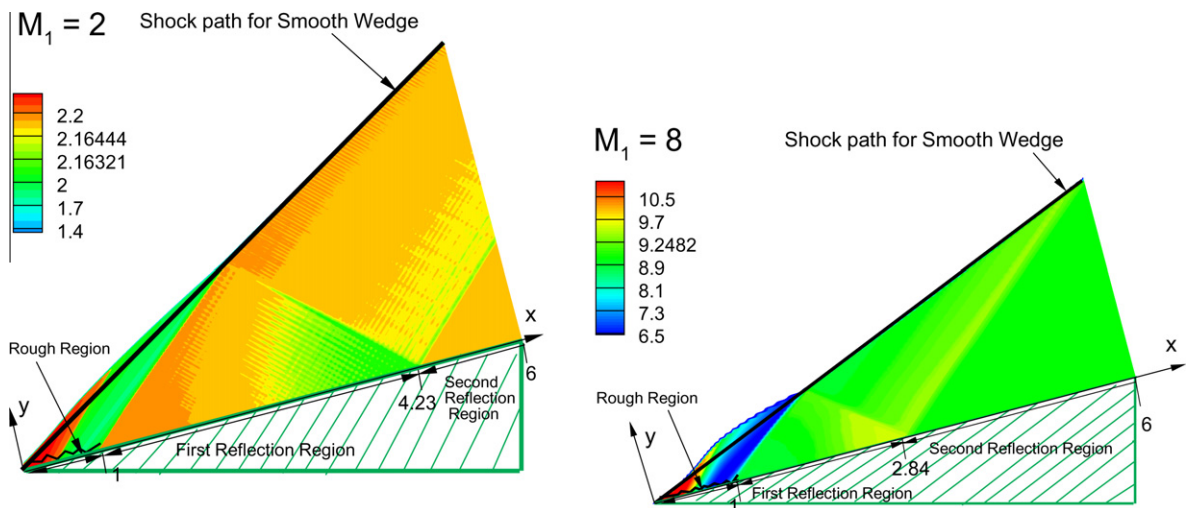 M1 = 2
Shock path for Smooth Wedge
2.2
2.16444
2.16321
2
1.7
1.4
Rough Region
y
x
First Reflection Region
Second
Reflection
Region
1
4.23
6
M1 = 8
Shock path for Smooth Wedge
10.5
9.7
9.2482
8.9
8.1
7.3
6.5
Rough Region
y
x
First Reflection Region
Second Reflection Region
1
2.84
6